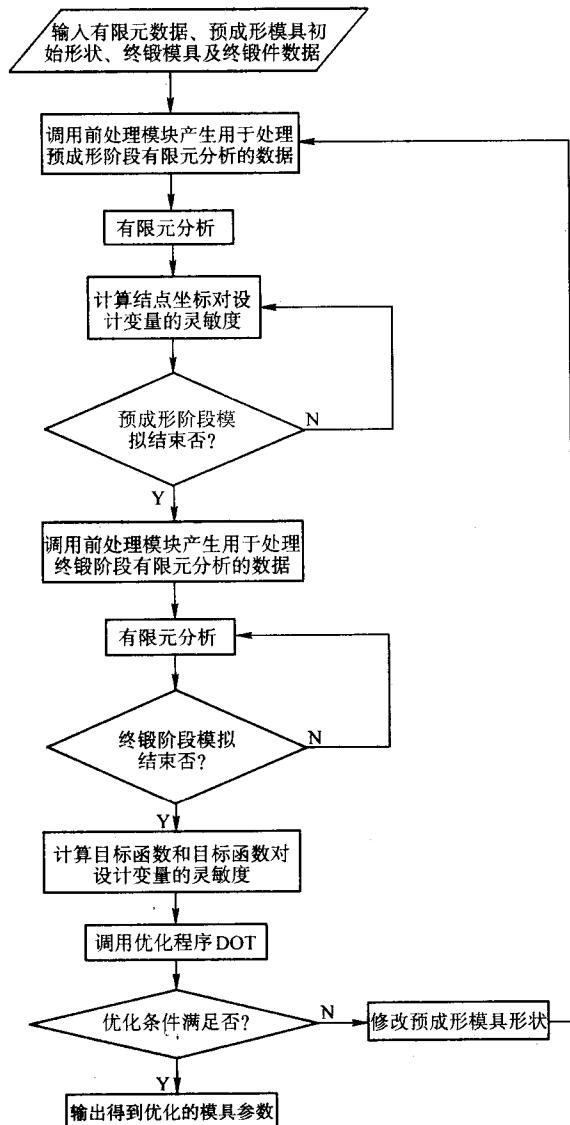 输入有限元数据、预成形模具初
始形状、终锻模具及终锻件数据
调用前处理模块产生用于处理
预成形阶段有限元分析的数据
有限元分析
计算结点坐标对设
计变量的灵敏度
预成形阶段模
拟结束否?
N
Y
调用前处理模块产生用于处理
终锻阶段有限元分析的数据
有限元分析
终锻阶段模拟
结束否?
N
Y
计算目标函数和目标函数对
设计变量的灵敏度
调用优化程序DOT
优化条件满足否?
N
修改预成形模具形状
Y
输出得到优化的模具参数